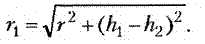 r₁ = √(r² + (h₁ − h₂)²).